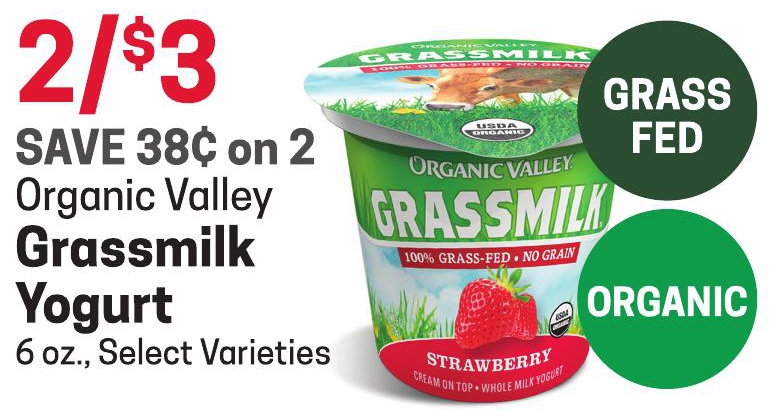 2/$3
SAVE 38¢ on 2
Organic Valley
Grassmilk
Yogurt
6 oz., Select Varieties
ORGANIC VALLEY
GRASSMILK
100% GRASS-FED • NO GRAIN
USDA
ORGANIC
ORGANIC VALLEY
GRASSMILK
100% GRASS-FED • NO GRAIN
USDA
ORGANIC
STRAWBERRY
CREAM ON TOP • WHOLE MILK YOGURT
GRASS
FED
ORGANIC